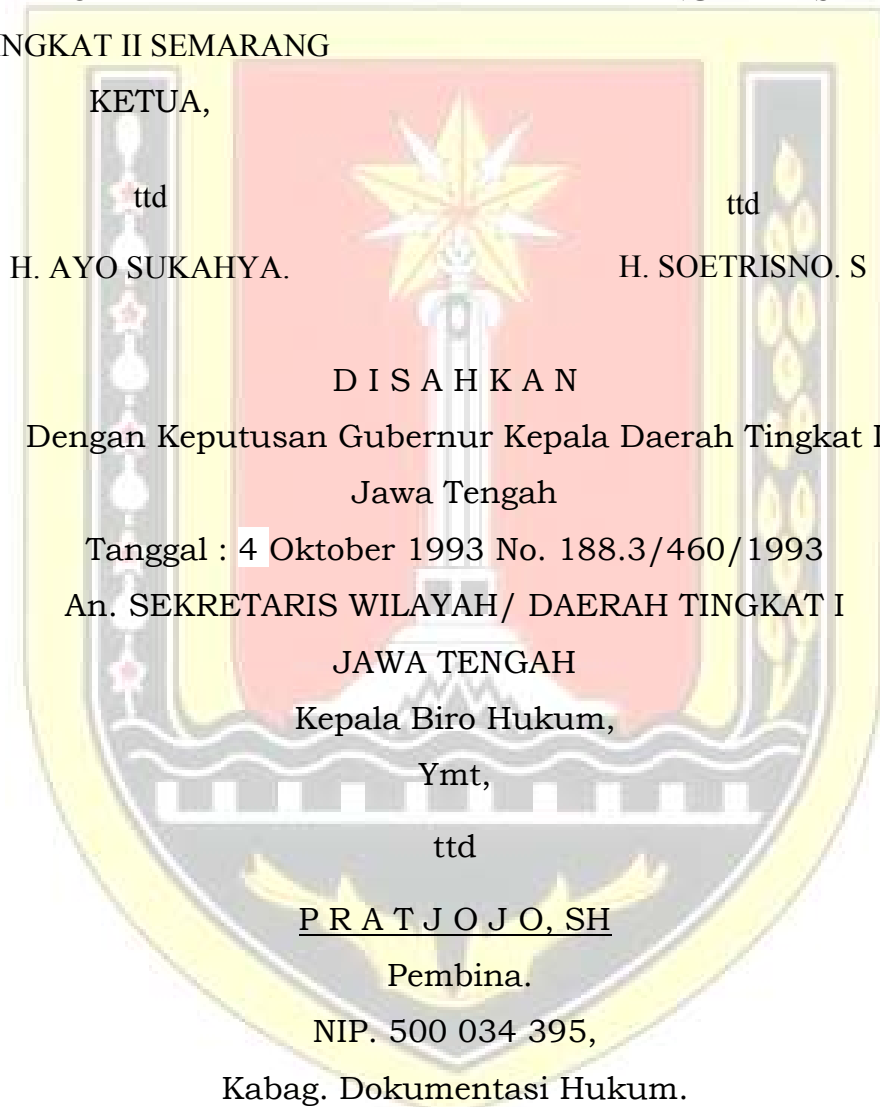 NGKAT II SEMARANG
KETUA,
ttd ttd
H. AYO SUKAHYA. H. SOETRISNO. S
D I S A H K A N
Dengan Keputusan Gubernur Kepala Daerah Tingkat I
Jawa Tengah
Tanggal : 4 Oktober 1993 No. 188.3/460/1993
An. SEKRETARIS WILAYAH/ DAERAH TINGKAT I
JAWA TENGAH
Kepala Biro Hukum,
Ymt,
ttd
P R A T J O J O, SH
Pembina.
NIP. 500 034 395,
Kabag. Dokumentasi Hukum.